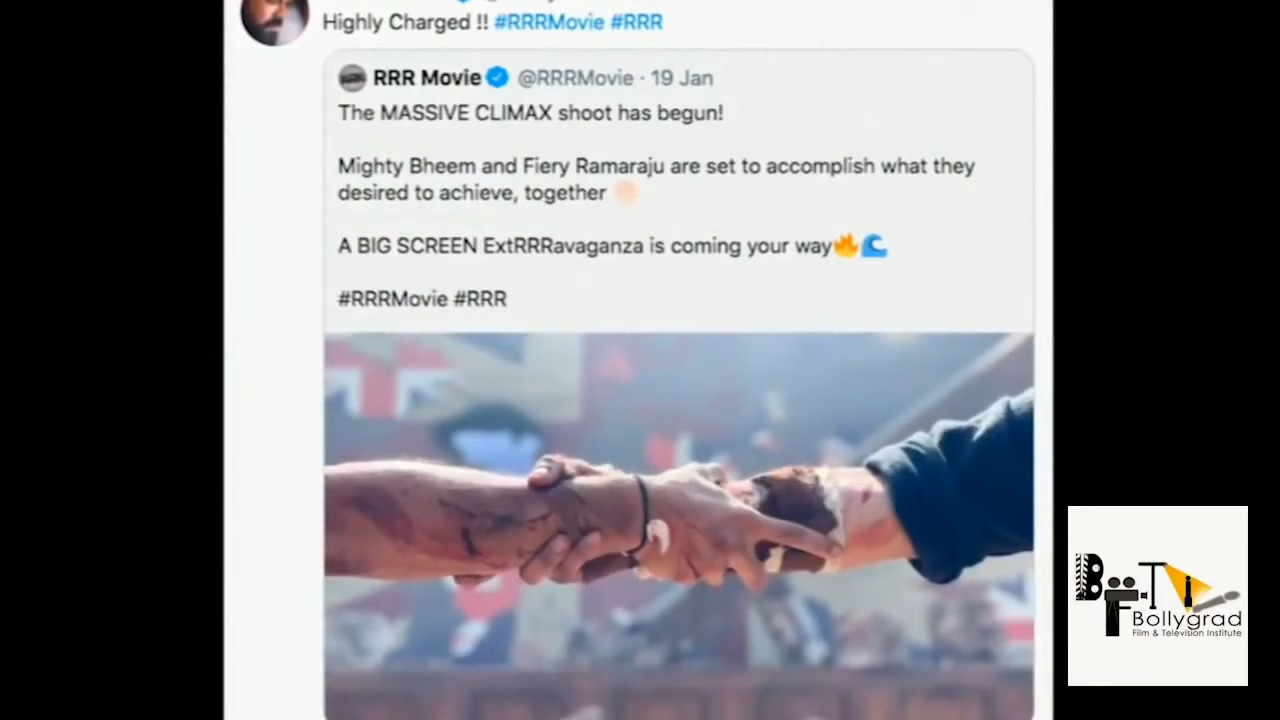 Highly Charged !! #RRRMovie #RRR
RRR Movie @RRRMovie · 19 Jan
The MASSIVE CLIMAX shoot has begun!
Mighty Bheem and Fiery Ramaraju are set to accomplish what they
desired to achieve, together 🤛🏻
A BIG SCREEN ExtRRRavaganza is coming your way🔥🌊
#RRRMovie #RRR
BFTI
Bollygrad
Film & Television Institute